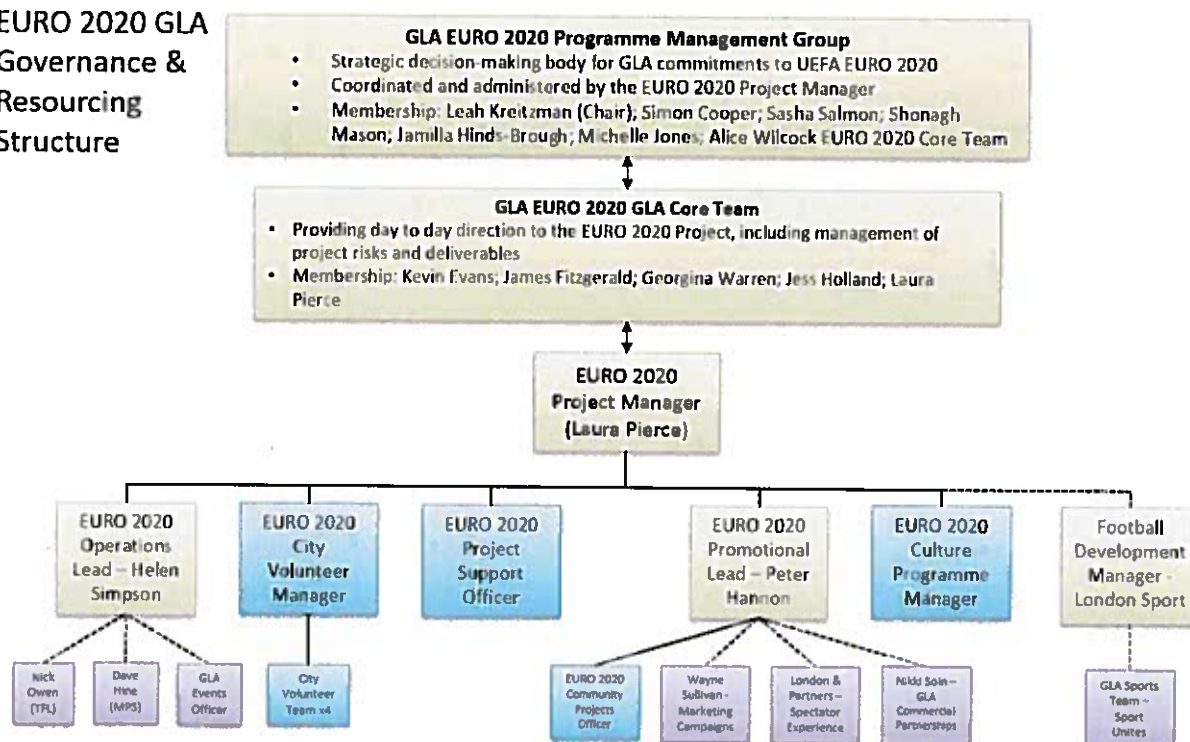 EURO 2020 GLA
Governance &
Resourcing
Structure
GLA EURO 2020 Programme Management Group
• Strategic decision-making body for GLA commitments to UEFA EURO 2020
• Coordinated and administered by the EURO 2020 Project Manager
• Membership: Leah Kreitzman (Chair); Simon Cooper; Sasha Salmon; Shonagh
Mason; Jamilla Hinds-Brough; Michelle Jones; Alice Wilcock EURO 2020 Core Team
GLA EURO 2020 GLA Core Team
• Providing day to day direction to the EURO 2020 Project, including management of
project risks and deliverables
• Membership: Kevin Evans; James Fitzgerald; Georgina Warren; Jess Holland; Laura
Pierce
EURO 2020
Project Manager
(Laura Pierce)
EURO 2020
Operations
Lead – Helen
Simpson
EURO 2020
City
Volunteer
Manager
EURO 2020
Project
Support
Officer
EURO 2020
Promotional
Lead – Peter
Hannon
EURO 2020
Culture
Programme
Manager
Football
Development
Manager -
London Sport
Nick
Owen
(TFL)
Dave
Hine
(MPS)
GLA
Events
Officer
City
Volunteer
Team x4
EURO 2020
Community
Projects
Officer
Wayne
Sullivan -
Marketing
Campaigns
London &
Partners –
Spectator
Experience
Nikki Soin –
GLA
Commercial
Partnerships
GLA Sports
Team –
Sport
Unites